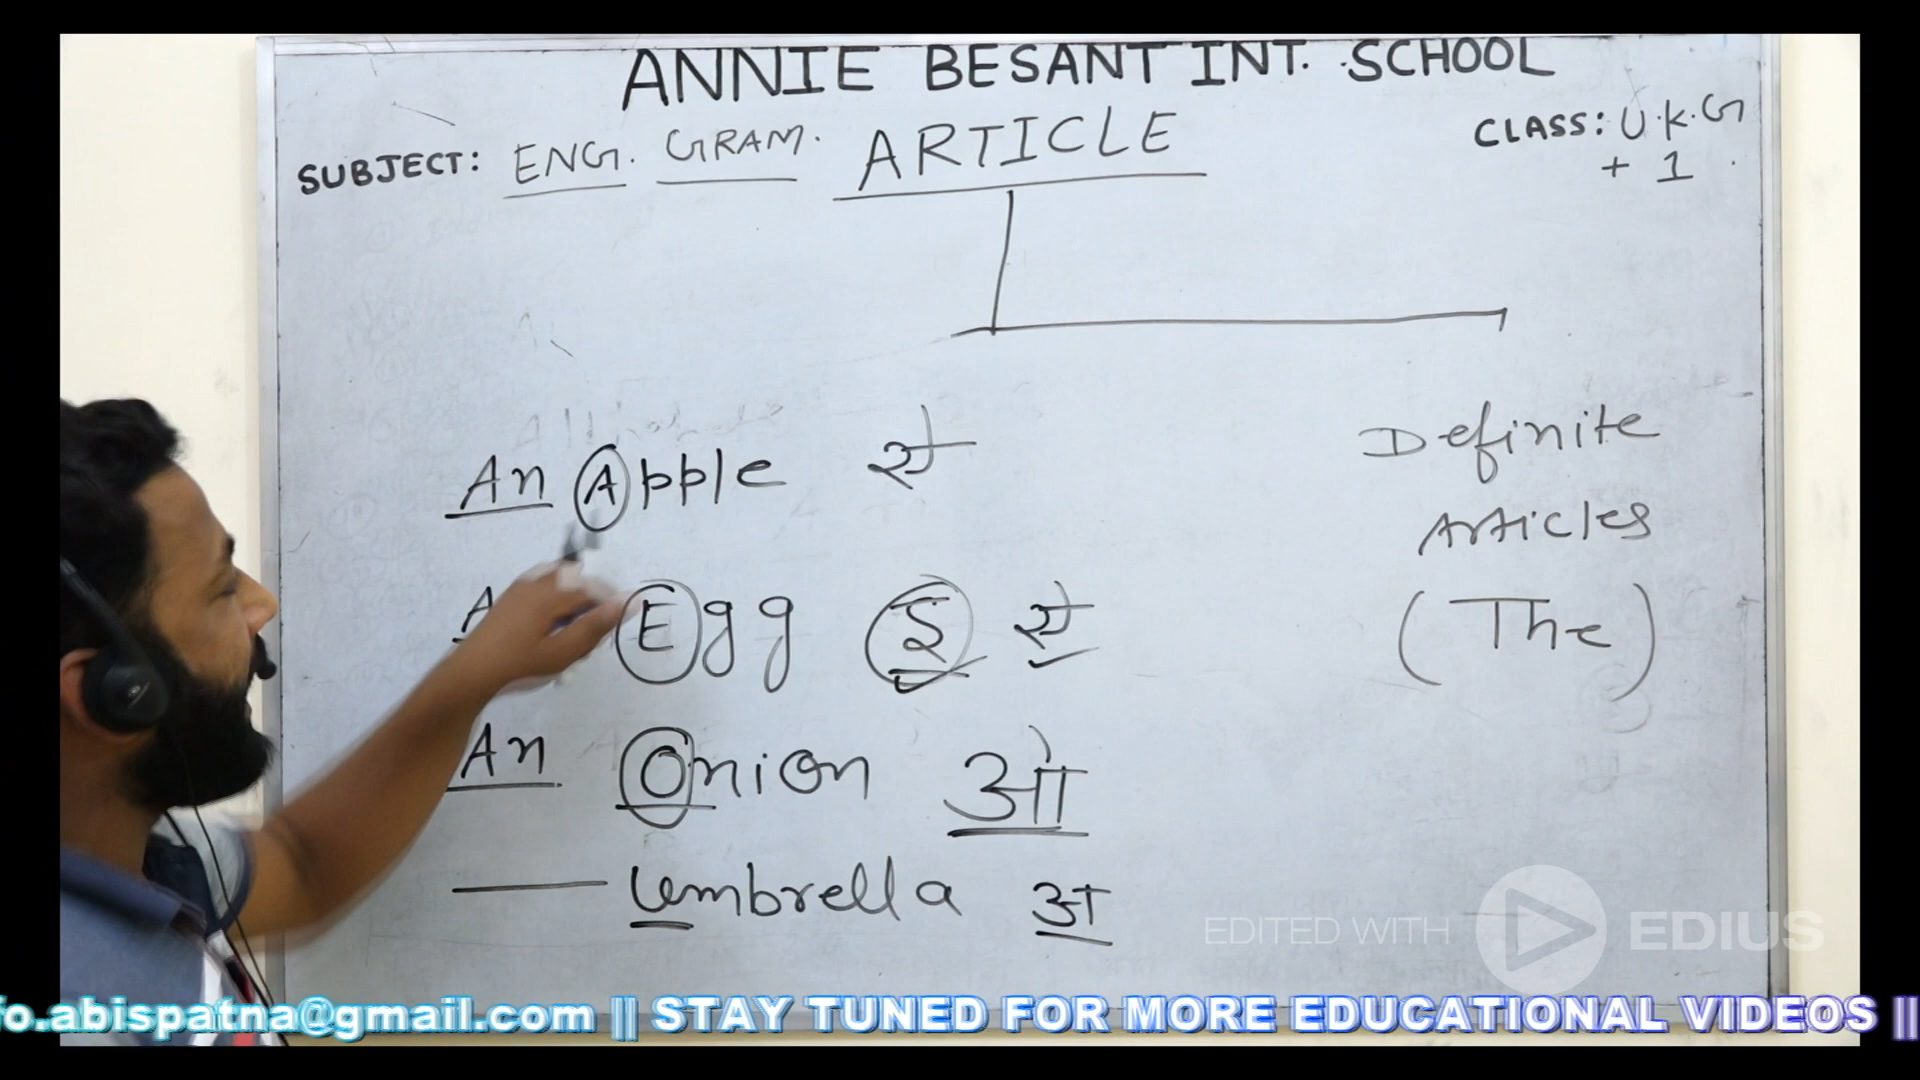 ANNIE BESANT INT. SCHOOL
SUBJECT: ENG. GRAM. ARTICLE
CLASS: U.K.G
+ 1
An Apple ऐ
A Egg इ ऐ
An Onion ओ
Umbrella अ
Definite
Articles
(The)
EDITED WITH EDIUS
fo.abispatna@gmail.com || STAY TUNED FOR MORE EDUCATIONAL VIDEOS ||